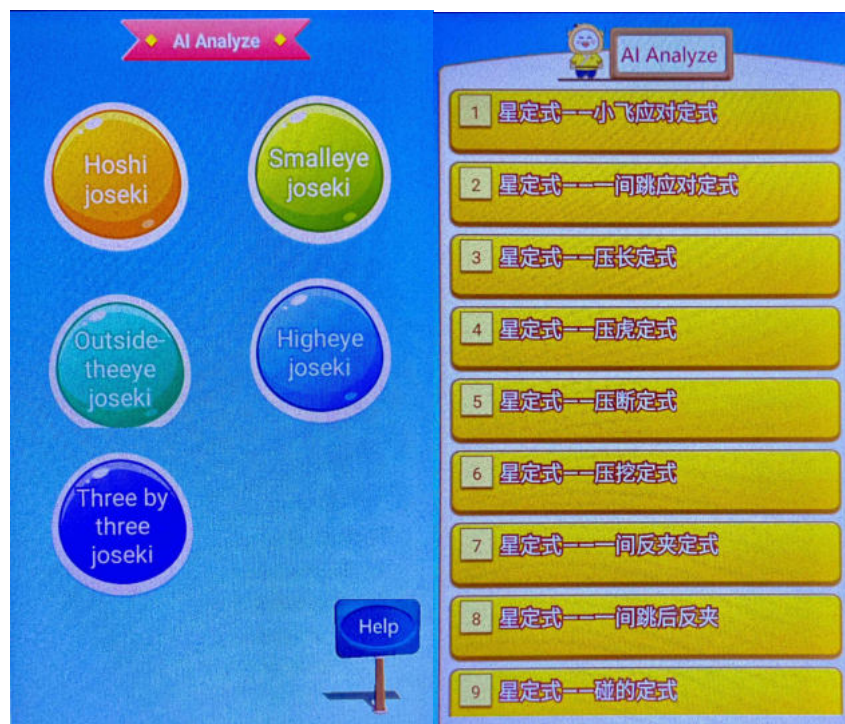 AI Analyze
Hoshi
joseki
Smalleye
joseki
Outside-
theeye
joseki
Higheye
joseki
Three by
three
joseki
Help
AI Analyze
1 星定式——小飞应对定式
2 星定式——一间跳应对定式
3 星定式——压长定式
4 星定式——压虎定式
5 星定式——压断定式
6 星定式——压挖定式
7 星定式——一间反夹定式
8 星定式——一间跳后反夹
9 星定式——碰的定式